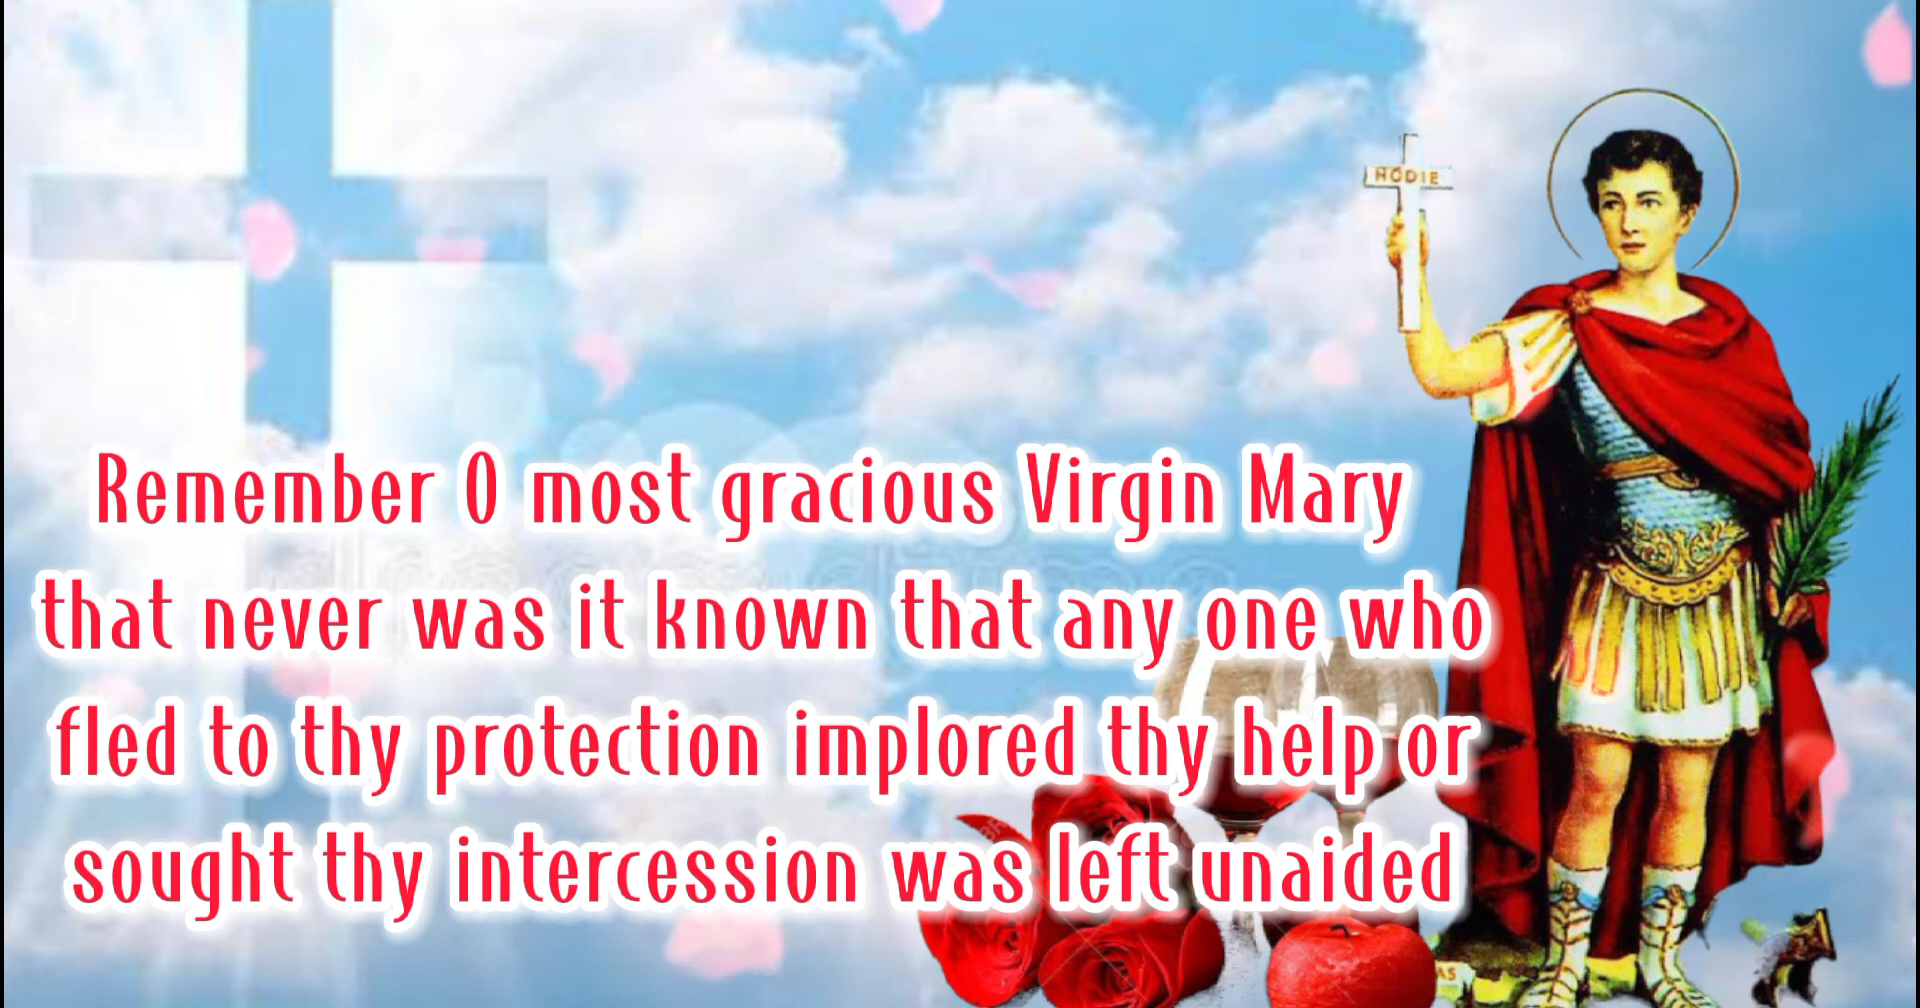 HODIE
Remember O most gracious Virgin Mary
that never was it known that any one who
fled to thy protection implored thy help or
sought thy intercession was left unaided
AS